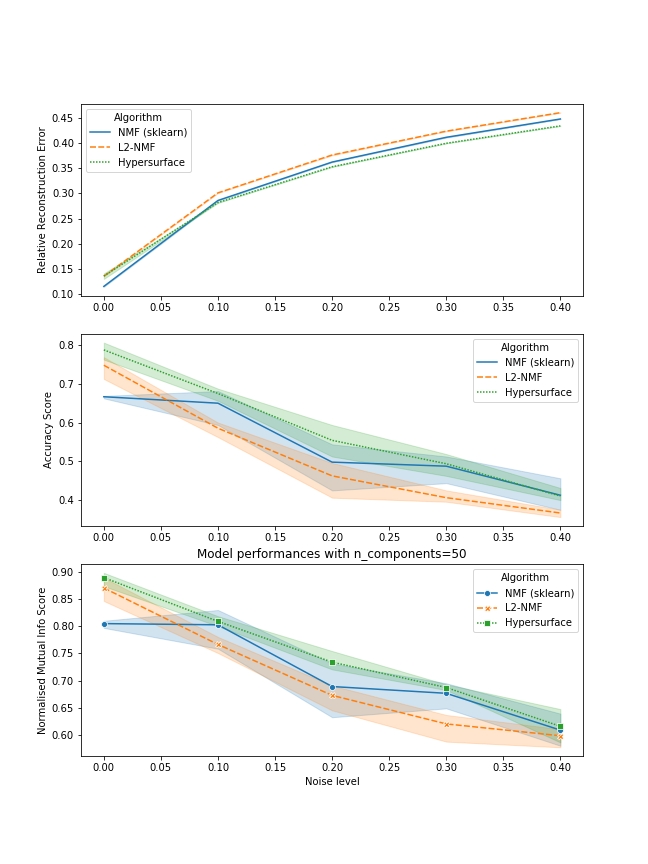 Relative Reconstruction Error
0.45
0.40
0.35
0.30
0.25
0.20
0.15
0.10
Algorithm
NMF (sklearn)
L2-NMF
Hypersurface
0.00 0.05 0.10 0.15 0.20 0.25 0.30 0.35 0.40
Accuracy Score
0.8
0.7
0.6
0.5
0.4
Algorithm
NMF (sklearn)
L2-NMF
Hypersurface
0.00 0.05 0.10 0.15 0.20 0.25 0.30 0.35 0.40
Model performances with n_components=50
Normalised Mutual Info Score
0.90
0.85
0.80
0.75
0.70
0.65
0.60
Algorithm
NMF (sklearn)
L2-NMF
Hypersurface
0.00 0.05 0.10 0.15 0.20 0.25 0.30 0.35 0.40
Noise level